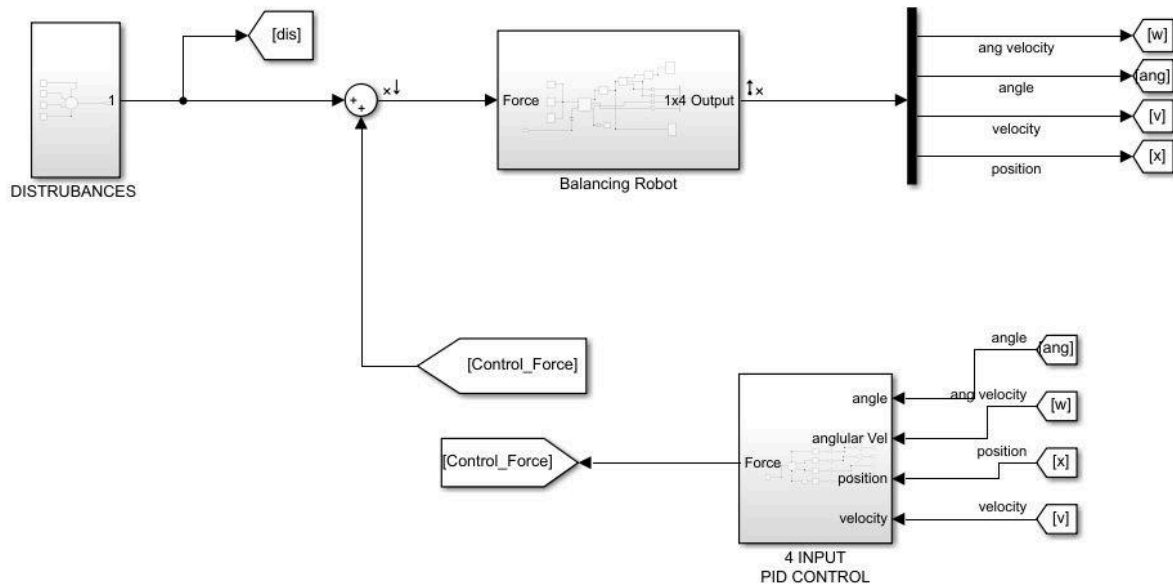 [dis]
1
DISTRUBANCES
+
+
Force
1x4 Output
Balancing Robot
[w]
ang velocity
[ang]
angle
[v]
velocity
[x]
position
[Control_Force]
[Control_Force]
Force
angle
anglular Vel
position
velocity
4 INPUT
PID CONTROL
angle
[ang]
ang velocity
[w]
position
[x]
velocity
[v]